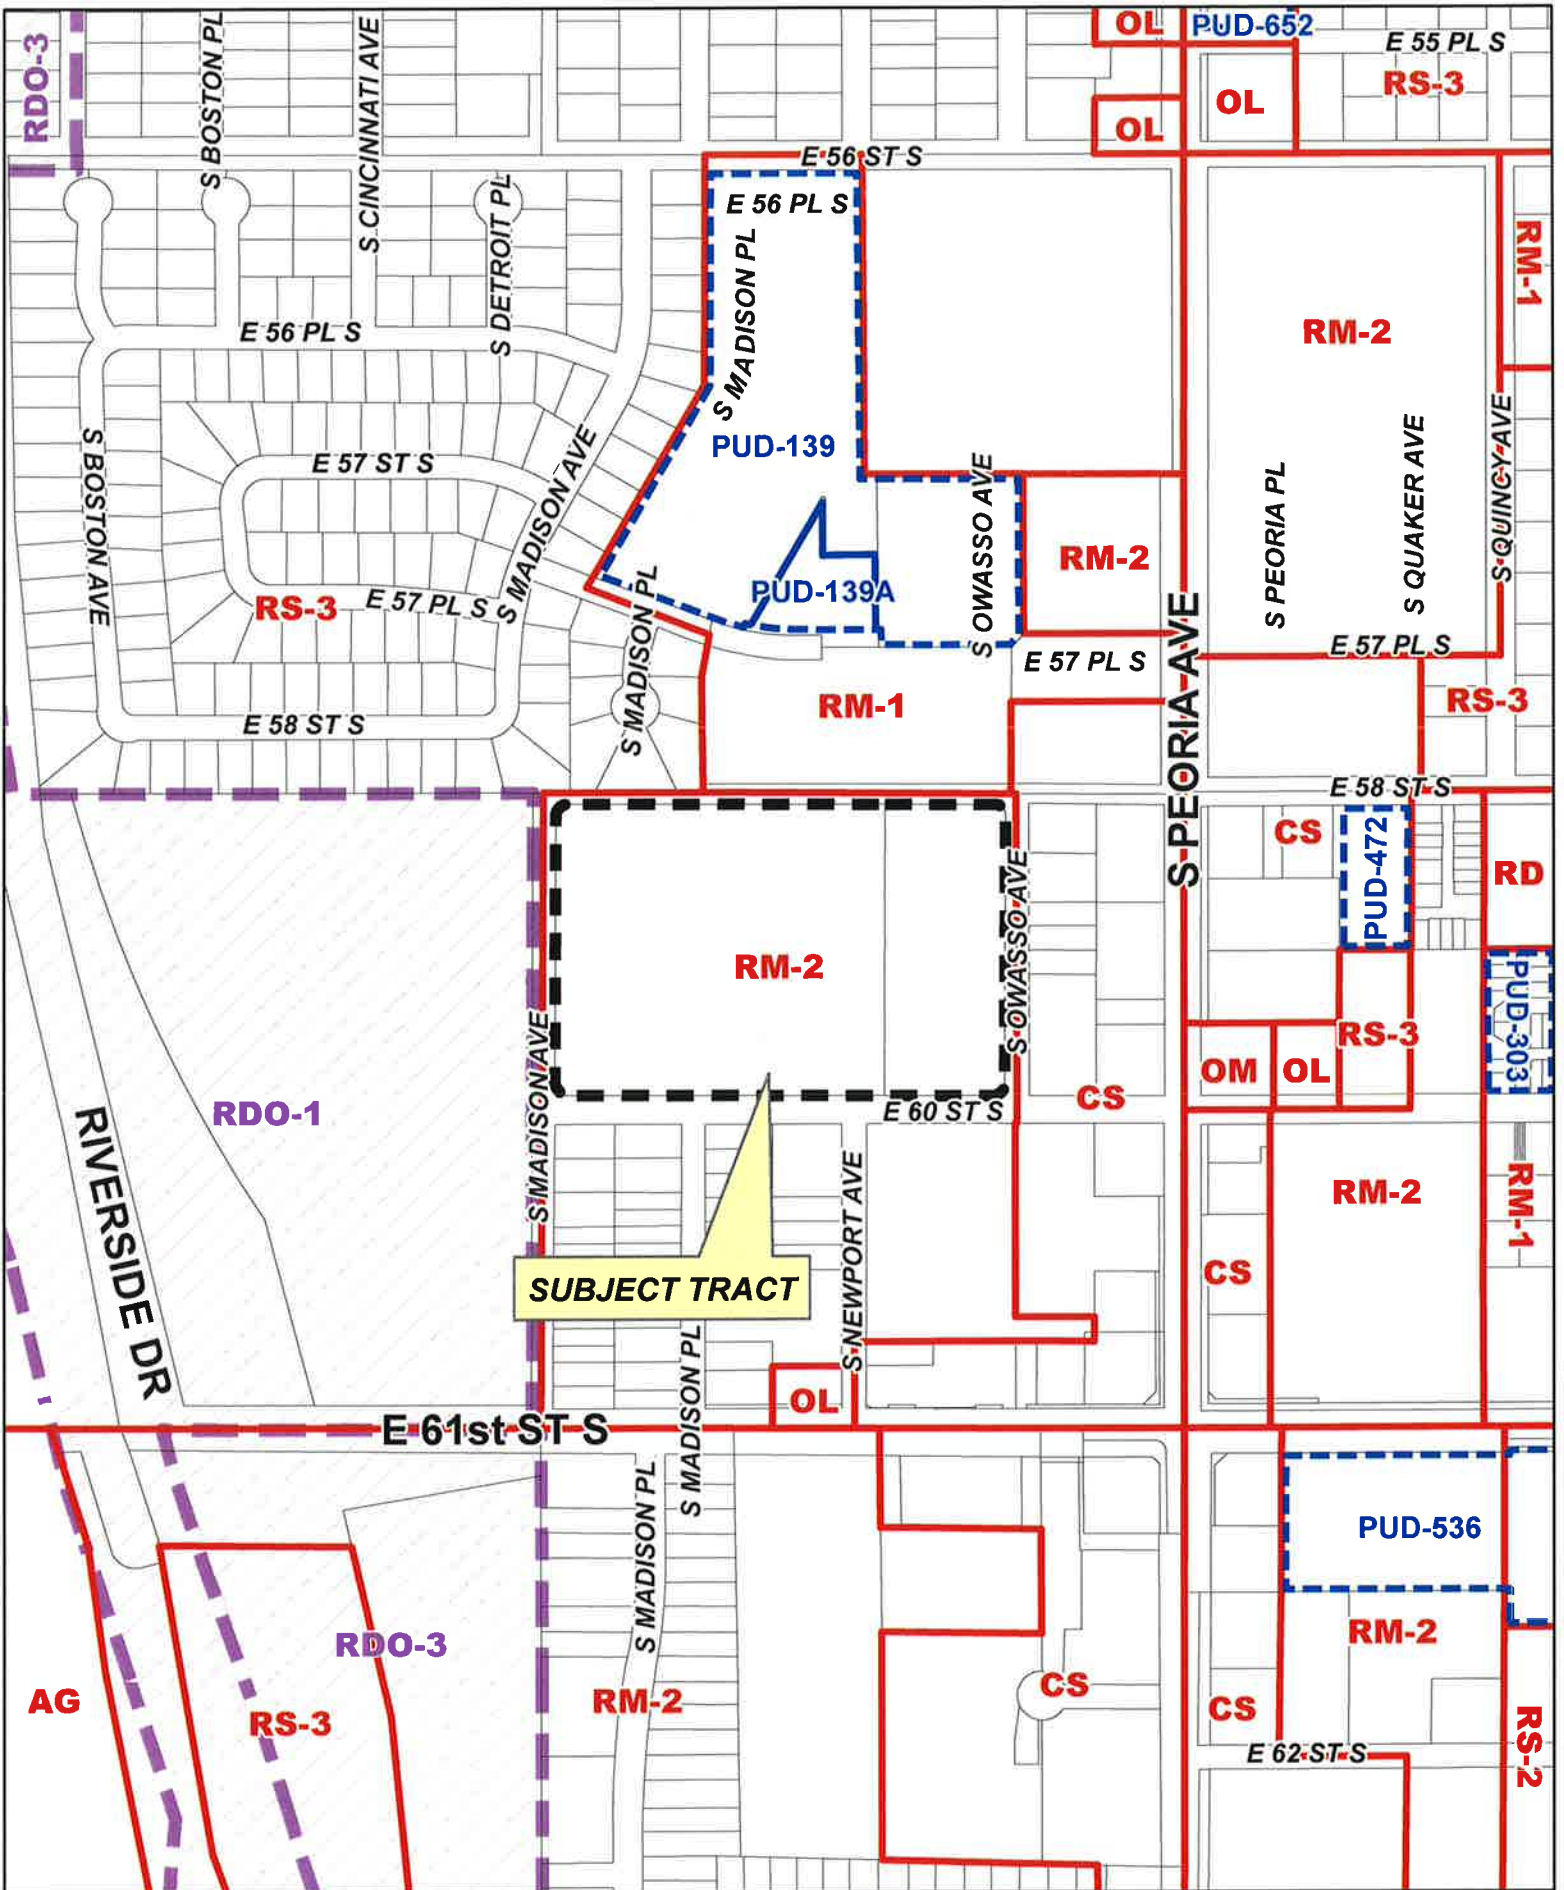 OL
PUD-652
E 55 PL S
RDO-3
S BOSTON PL
S CINCINNATI AVE
RS-3
OL
OL
E 56 ST S
E 56 PL S
S DETROIT PL
S MADISON PL
RM-1
RM-2
E 56 PL S
PUD-139
S BOSTON AVE
E 57 ST S
S MADISON AVE
S OWASSO AVE
S PEORIA PL
S QUAKER AVE
S QUINCY AVE
RM-2
PUD-139A
RS-3
E 57 PL S
S MADISON PL
E 57 PL S
E 57 PL S
RM-1
RS-3
E 58 ST S
S PEORIA AVE
E 58 ST S
CS
PUD-472
RD
RM-2
S OWASSO AVE
PUD-303
RS-3
OM
OL
S MADISON AVE
CS
E 60 ST S
RDO-1
RIVERSIDE DR
RM-2
RM-1
S NEWPORT AVE
CS
SUBJECT TRACT
S MADISON PL
OL
E 61st ST S
S MADISON PL
PUD-536
RDO-3
RM-2
AG
RS-3
RM-2
CS
CS
RS-2
E 62 ST S